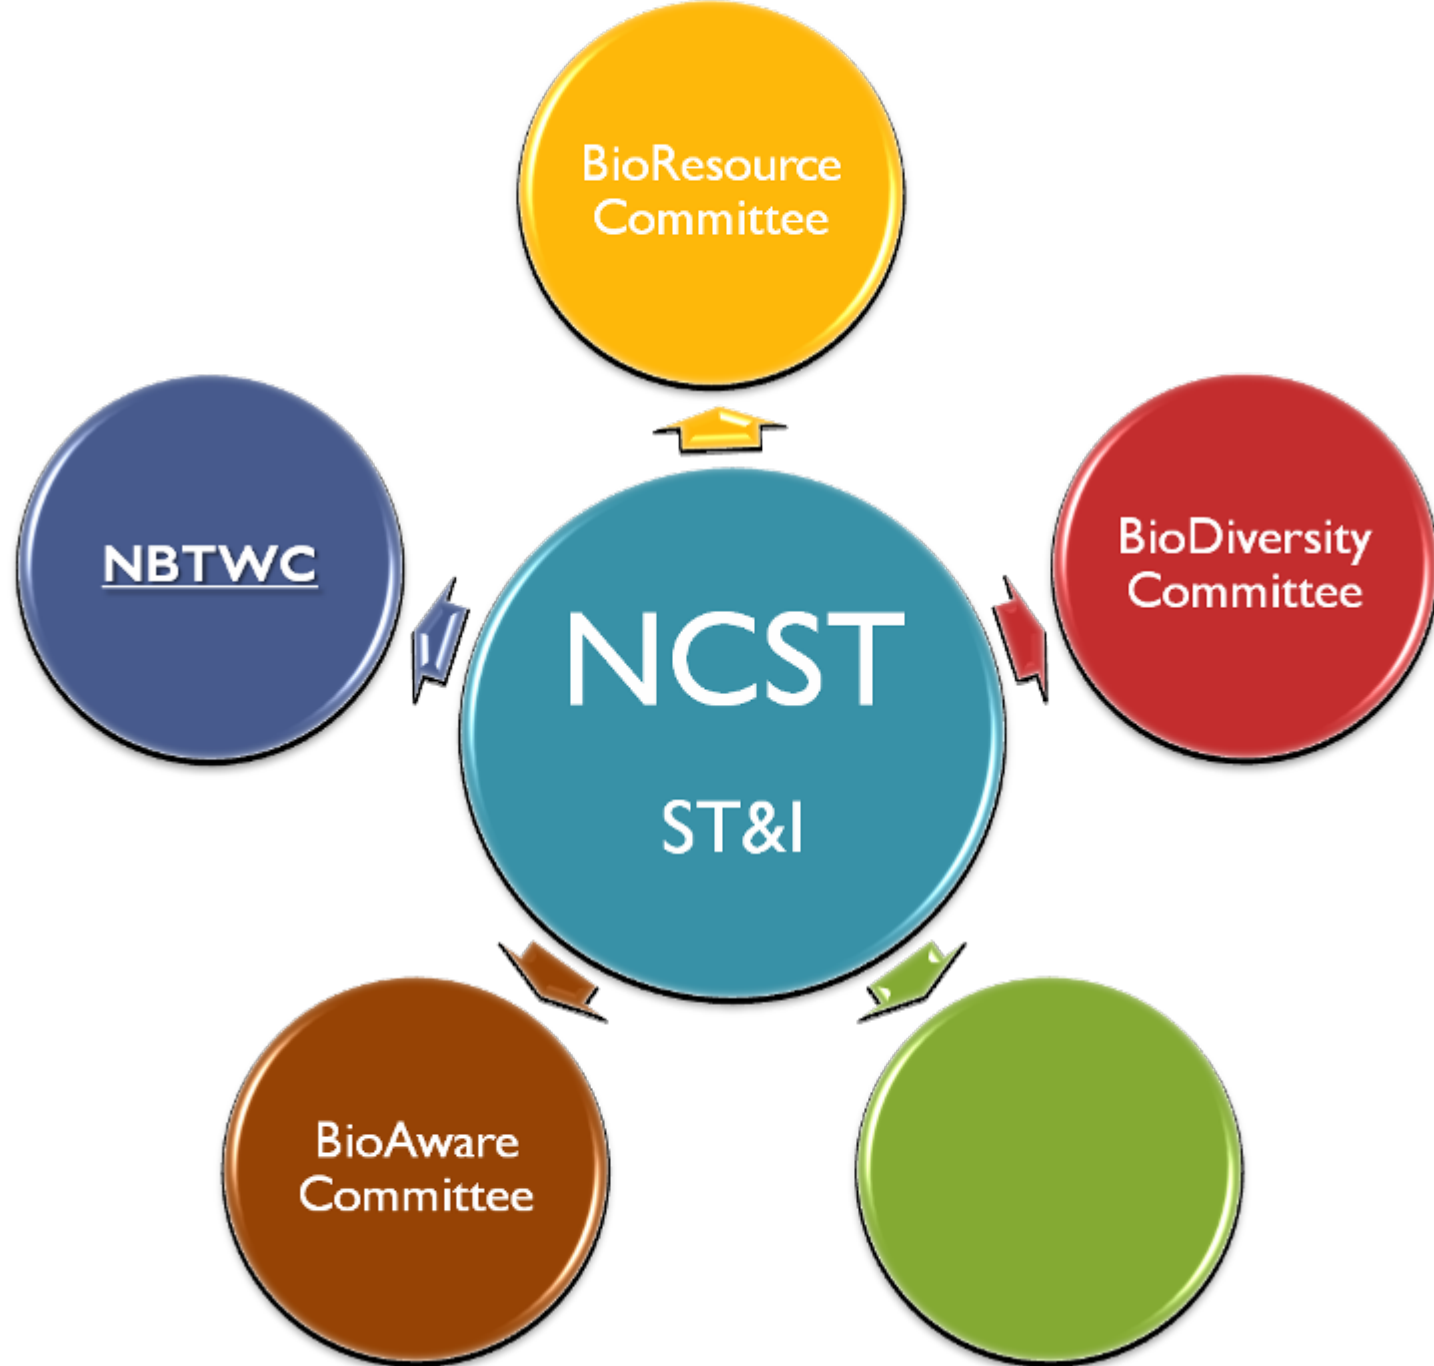 BioResource
Committee
NBTWC
BioDiversity
Committee
NCST
ST&I
BioAware
Committee